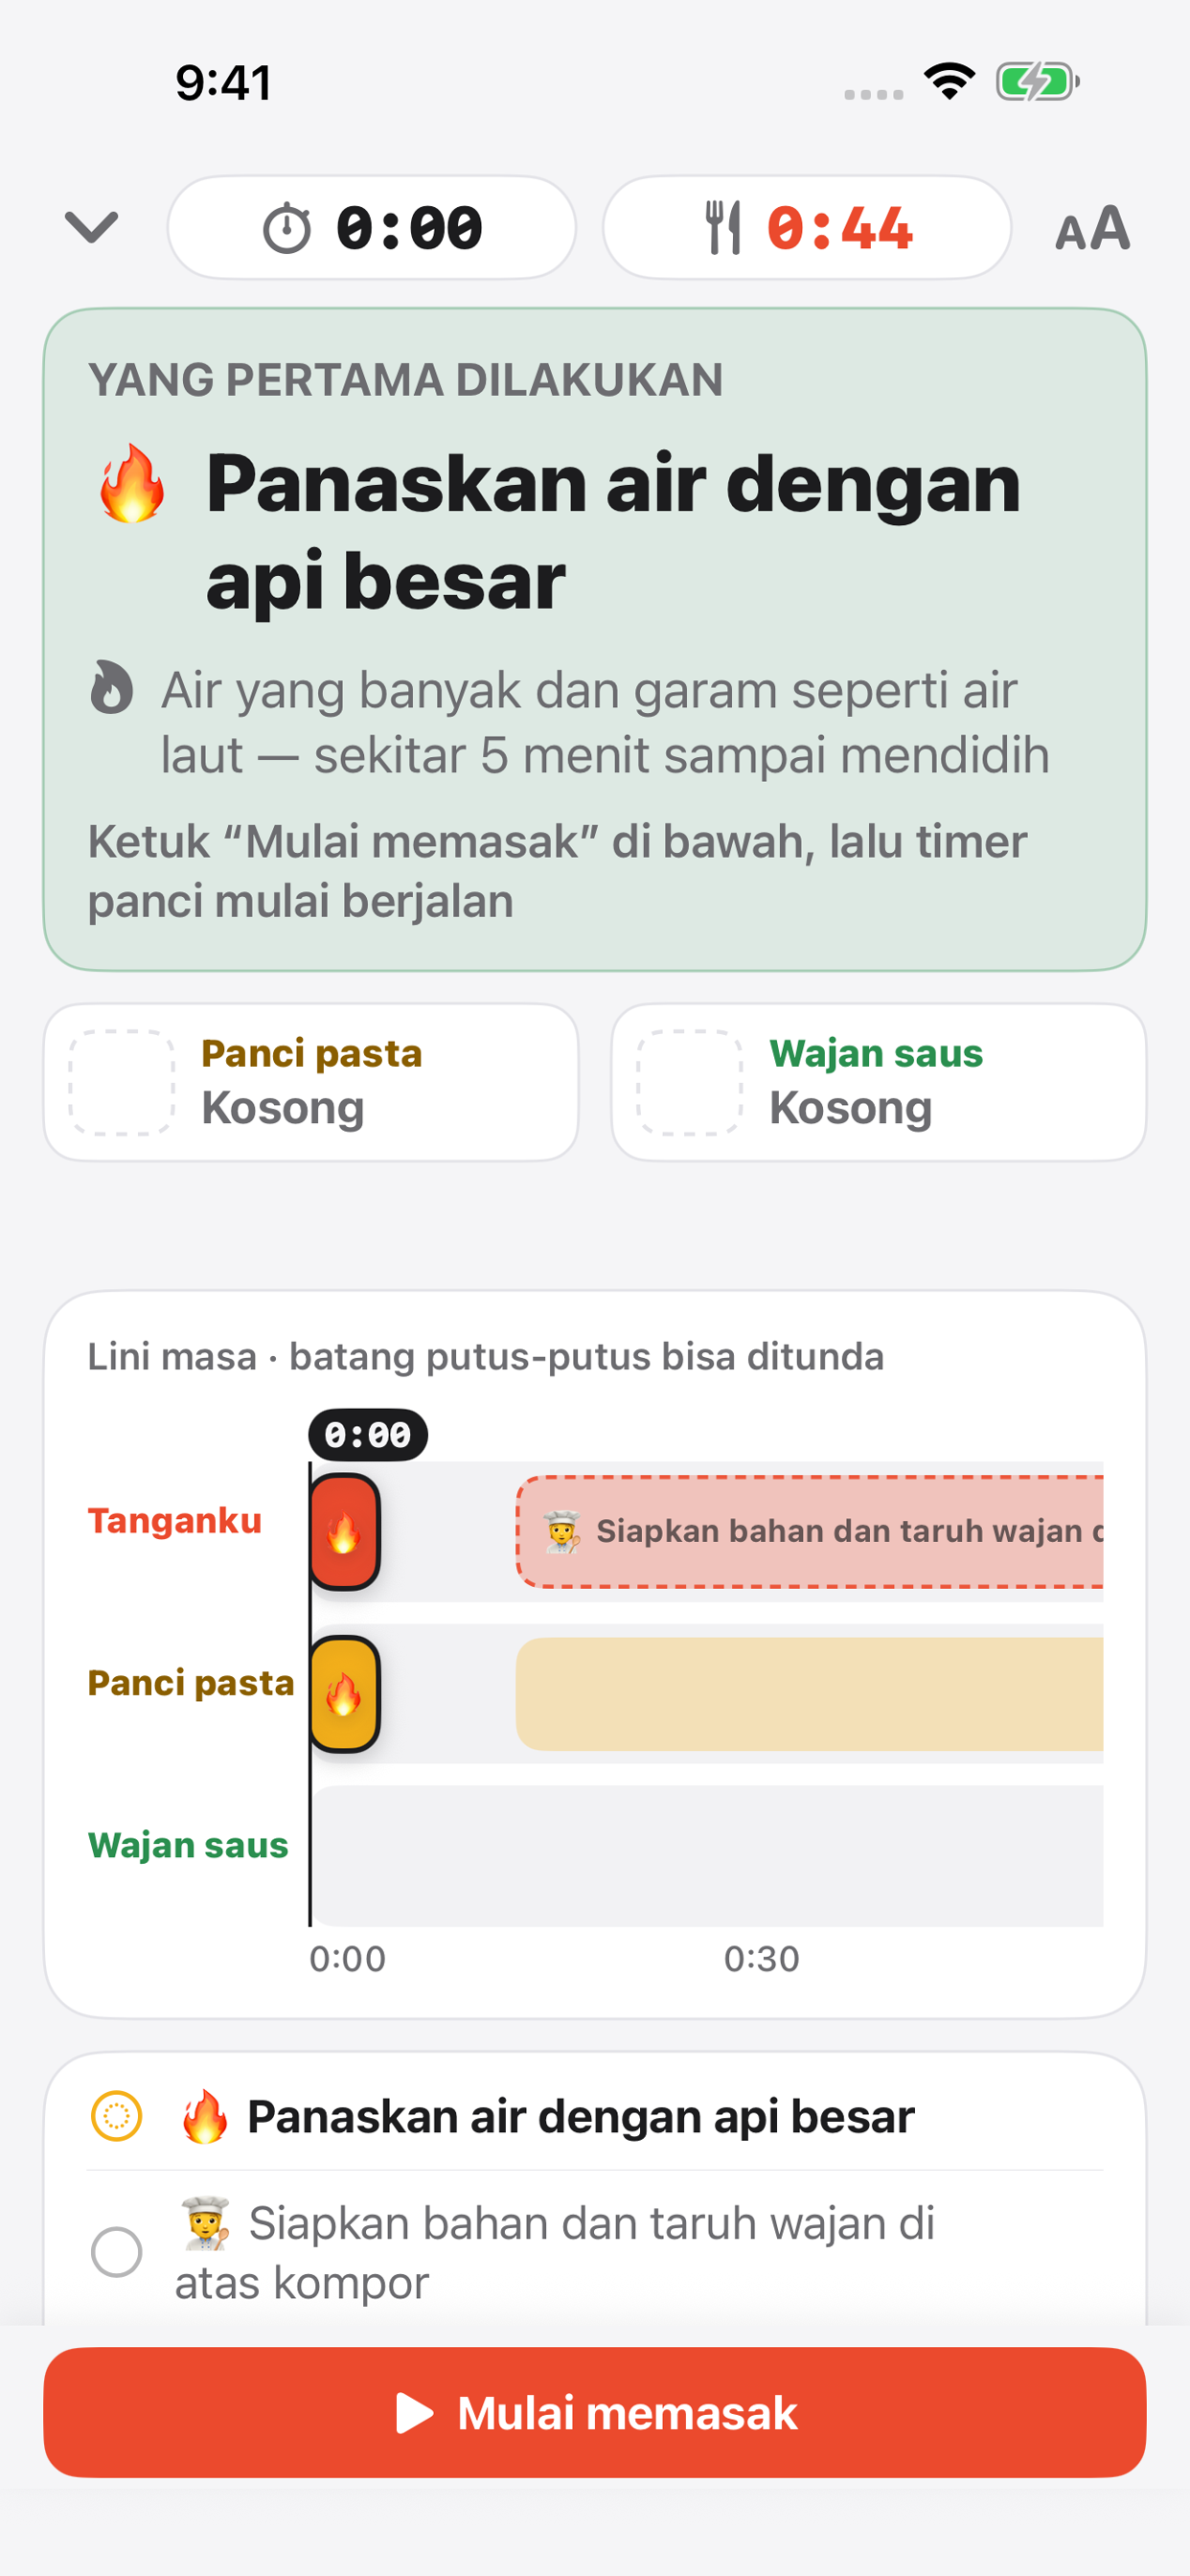 9:41
0:00
0:44
AA
YANG PERTAMA DILAKUKAN
Panaskan air dengan
api besar
Air yang banyak dan garam seperti air
laut — sekitar 5 menit sampai mendidih
Ketuk “Mulai memasak” di bawah, lalu timer
panci mulai berjalan
Panci pasta
Kosong
Wajan saus
Kosong
Lini masa · batang putus-putus bisa ditunda
0:00
Tanganku
Siapkan bahan dan taruh wajan
Panci pasta
Wajan saus
0:00
0:30
Panaskan air dengan api besar
Siapkan bahan dan taruh wajan di
atas kompor
Mulai memasak